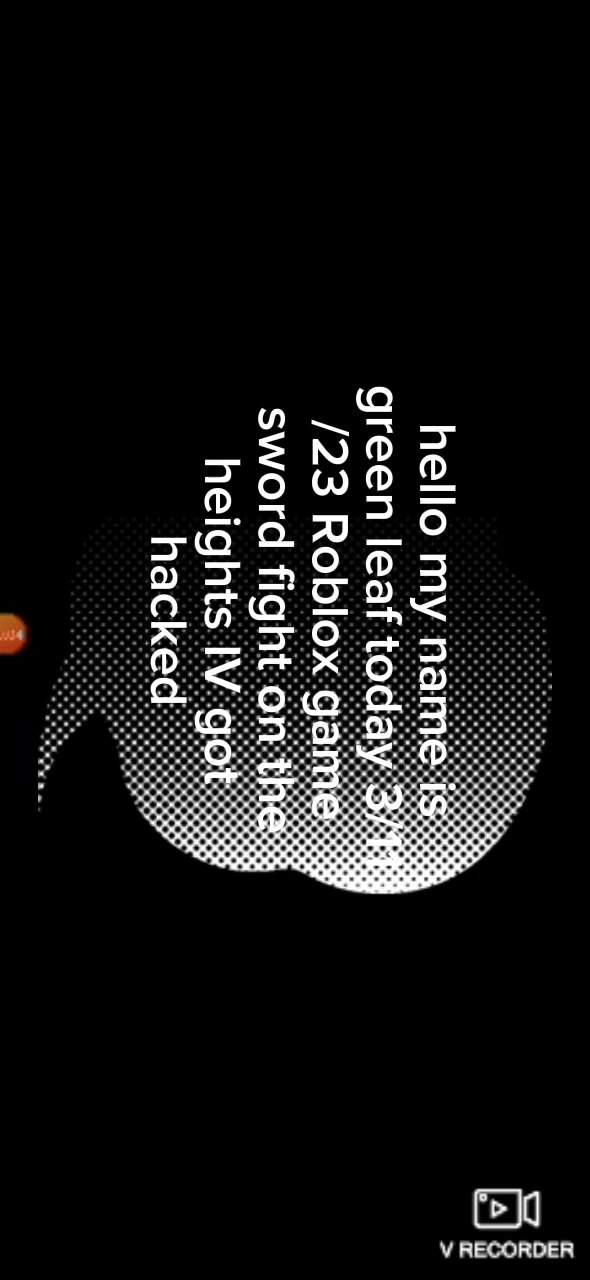 hello my name is
green leaf today 3/11
/23 Roblox game
sword fight on the
heights IV got
hacked
V RECORDER